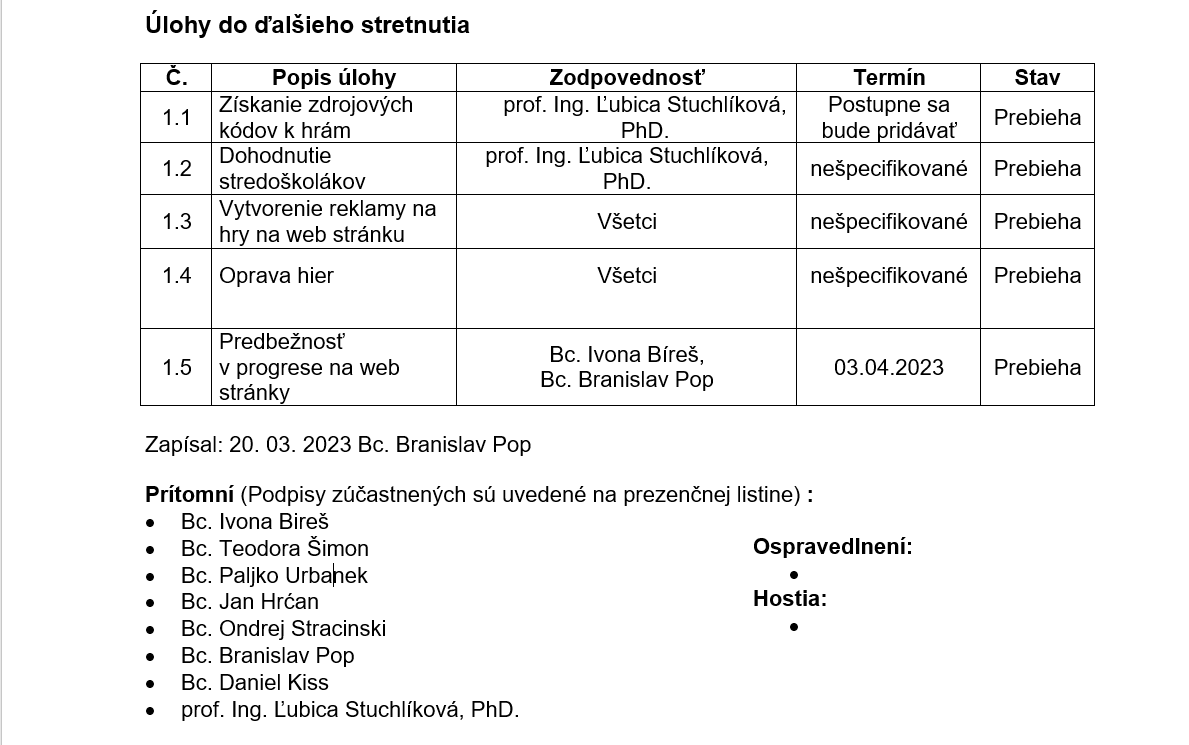 Úlohy do ďalšieho stretnutia
Č. Popis úlohy Zodpovednosť Termín Stav
1.1 Získanie zdrojových kódov k hrám prof. Ing. Ľubica Stuchlíková, PhD. Postupne sa bude pridávať Prebieha
1.2 Dohodnutie stredoškolákov prof. Ing. Ľubica Stuchlíková, PhD. nešpecifikované Prebieha
1.3 Vytvorenie reklamy na hry na web stránku Všetci nešpecifikované Prebieha
1.4 Oprava hier Všetci nešpecifikované Prebieha
1.5 Predbežnosť v progrese na web stránky Bc. Ivona Bíreš, Bc. Branislav Pop 03.04.2023 Prebieha
Zapísal: 20. 03. 2023 Bc. Branislav Pop
Prítomní (Podpisy zúčastnených sú uvedené na prezenčnej listine) :
• Bc. Ivona Bireš
• Bc. Teodora Šimon
• Bc. Paljko Urbanek
• Bc. Jan Hrćan
• Bc. Ondrej Stracinski
• Bc. Branislav Pop
• Bc. Daniel Kiss
• prof. Ing. Ľubica Stuchlíková, PhD.
Ospravedlnení:
•
Hostia:
•